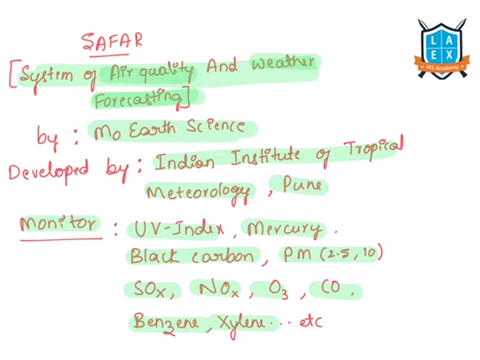 SAFAR
[System of Air quality And Weather
Forecasting]
by : Mo Earth Science
Developed by : Indian Institute of Tropical
Meteorology, Pune
Monitor : UV-Index, Mercury.
Black carbon, PM (2.5, 10)
SOx, NOx, O3, CO.
Benzene, Xylene... etc
L A
E X
IAS Academy